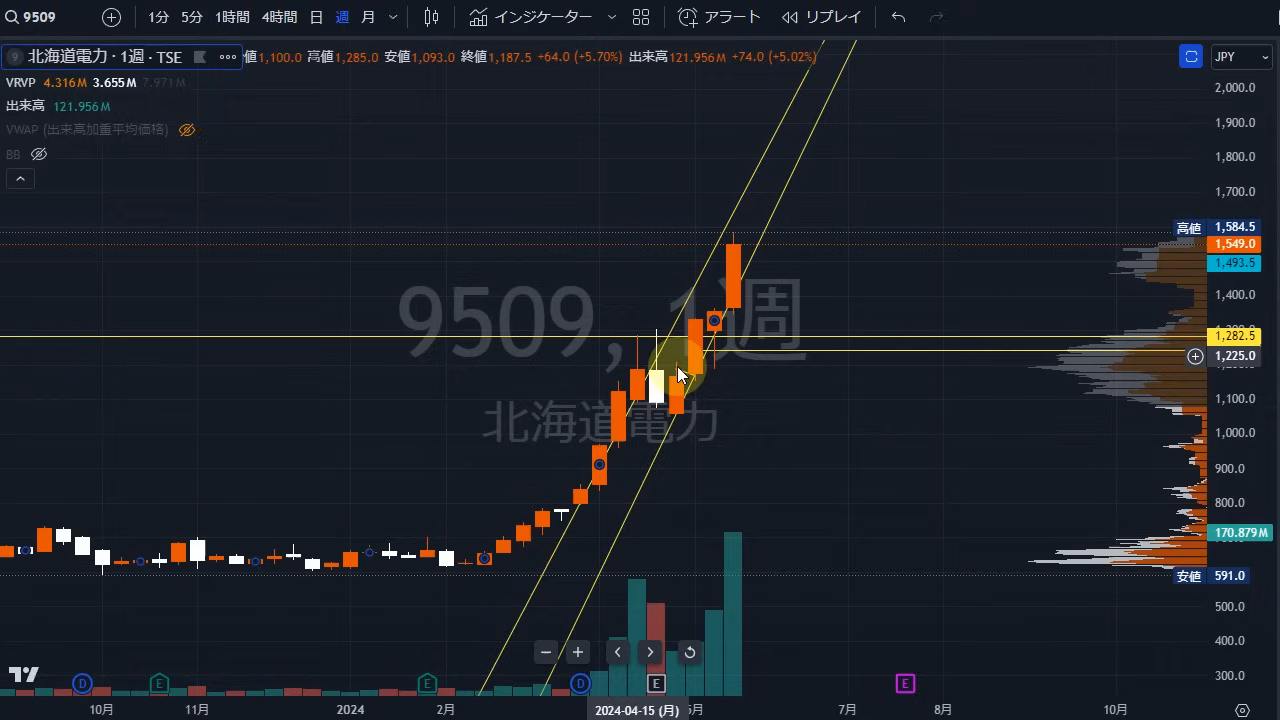 9509 1分 5分 1時間 4時間 日 週 月 インジケーター アラート リプレイ
北海道電力・1週・TSE 値1,100.0 高値1,285.0 安値1,093.0 終値1,187.5 +64.0 (+5.70%) 出来高121.956M +74.0 (+5.02%) JPY
VRVP 4.316M 3.655M 7.971M
出来高 121.956M
VWAP (出来高加重平均価格)
BB
2,000.0
1,900.0
1,800.0
1,700.0
高値 1,584.5
1,549.0
1,493.5
1,400.0
1,282.5
1,225.0
1,100.0
1,000.0
900.0
800.0
170.879M
安値 591.0
500.0
400.0
300.0
9509, 1週
北海道電力
D E E D E E
10月 11月 2024 2月 2024-04-15 (月) 7月 8月 10月